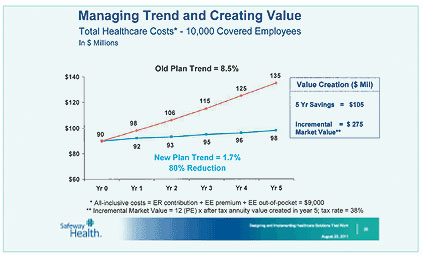 Managing Trend and Creating Value
Total Healthcare Costs* - 10,000 Covered Employees
In $ Millions
Old Plan Trend = 8.5%
$140
$120
$100
$80
$60
90
98
106
115
125
135
92
93
95
96
98
New Plan Trend = 1.7%
80% Reduction
Yr 0
Yr 1
Yr 2
Yr 3
Yr 4
Yr 5
Value Creation ($ Mil)
5 Yr Savings = $105
Incremental = $ 275
Market Value**
* All-inclusive costs = ER contribution + EE premium + EE out-of-pocket = $9,000
** Incremental Market Value = 12 (PE) x after tax annuity value created in year 5; tax rate = 38%
Safeway
Health.
Designing and Implementing Healthcare Solutions That Work
August 25, 2011